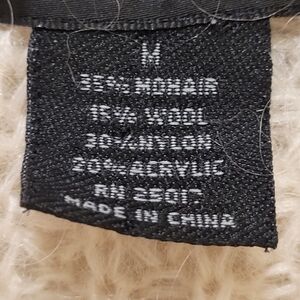 M
35% MOHAIR
15% WOOL
30% NYLON
20% ACRYLIC
RN 25017
MADE IN CHINA